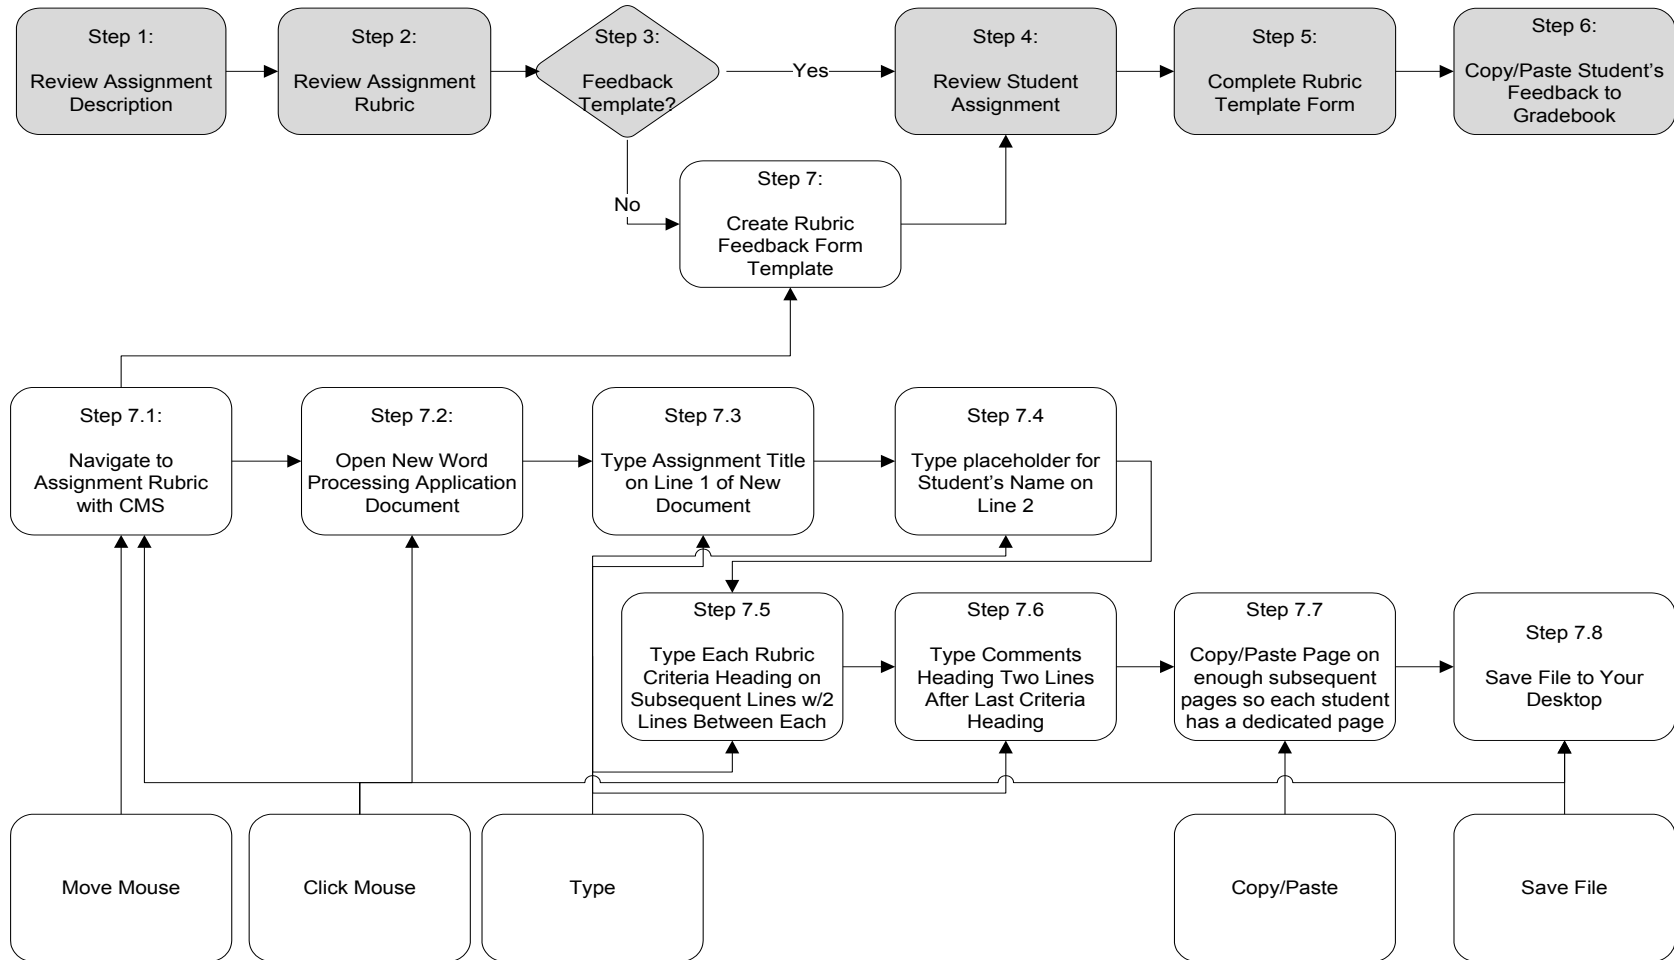 Step 1:
Review Assignment
Description
Step 2:
Review Assignment
Rubric
Step 3:
Feedback
Template?
Yes
Step 4:
Review Student
Assignment
Step 5:
Complete Rubric
Template Form
Step 6:
Copy/Paste Student's
Feedback to
Gradebook
No
Step 7:
Create Rubric
Feedback Form
Template
Step 7.1:
Navigate to
Assignment Rubric
with CMS
Step 7.2:
Open New Word
Processing Application
Document
Step 7.3
Type Assignment Title
on Line 1 of New
Document
Step 7.4
Type placeholder for
Student's Name on
Line 2
Step 7.5
Type Each Rubric
Criteria Heading on
Subsequent Lines w/2
Lines Between Each
Step 7.6
Type Comments
Heading Two Lines
After Last Criteria
Heading
Step 7.7
Copy/Paste Page on
enough subsequent
pages so each student
has a dedicated page
Step 7.8
Save File to Your
Desktop
Move Mouse
Click Mouse
Type
Copy/Paste
Save File